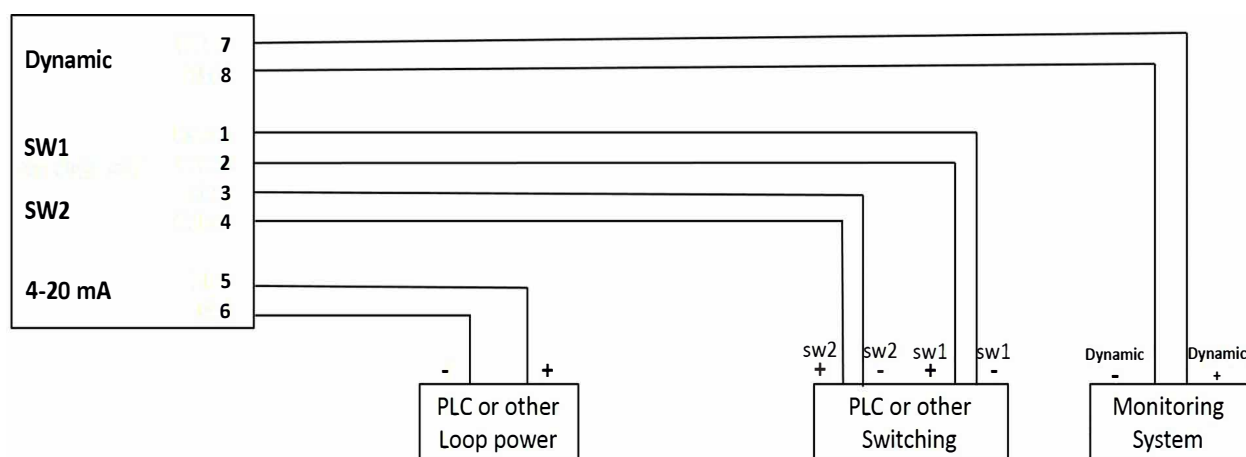 Dynamic
7
8
SW1
1
2
SW2
3
4
4-20 mA
5
6
sw2 sw2 sw1 sw1
+ - + -
Dynamic Dynamic
- +
- +
PLC or other
Loop power
PLC or other
Switching
Monitoring
System